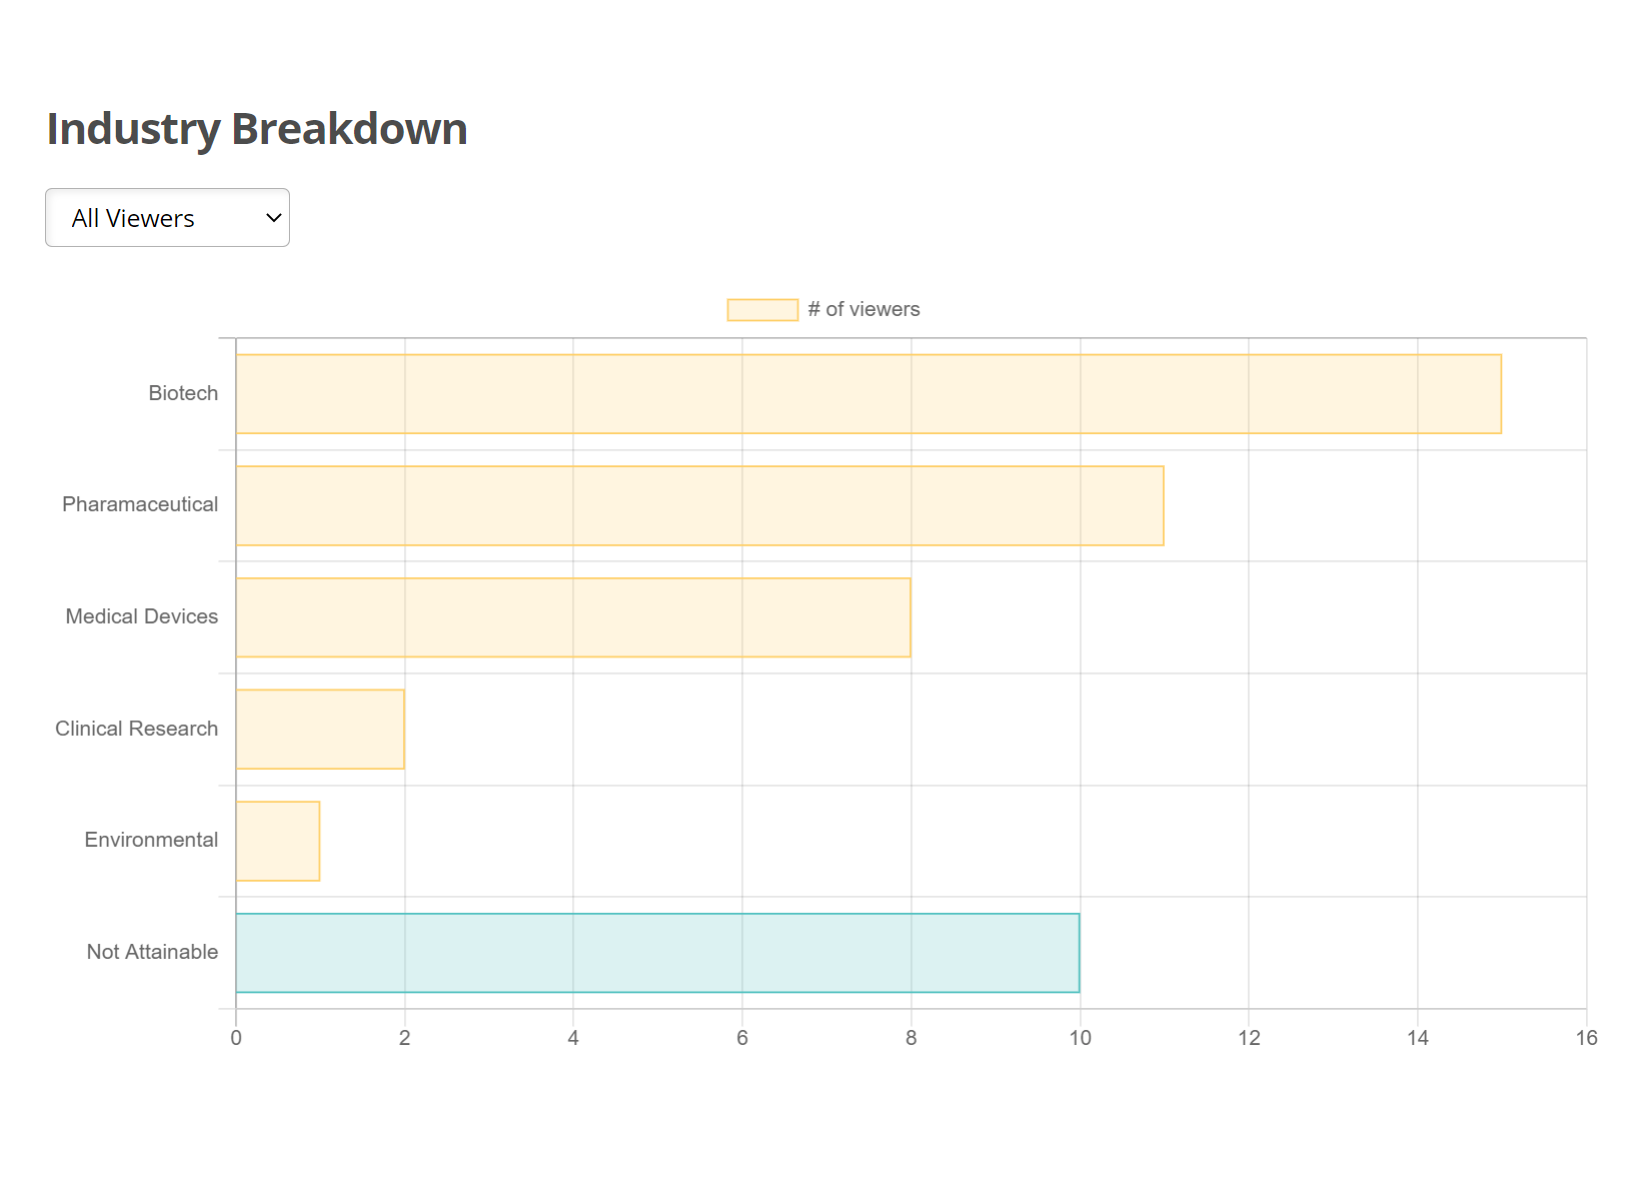 Industry Breakdown
All Viewers
# of viewers
Biotech
Pharamaceutical
Medical Devices
Clinical Research
Environmental
Not Attainable
0 2 4 6 8 10 12 14 16